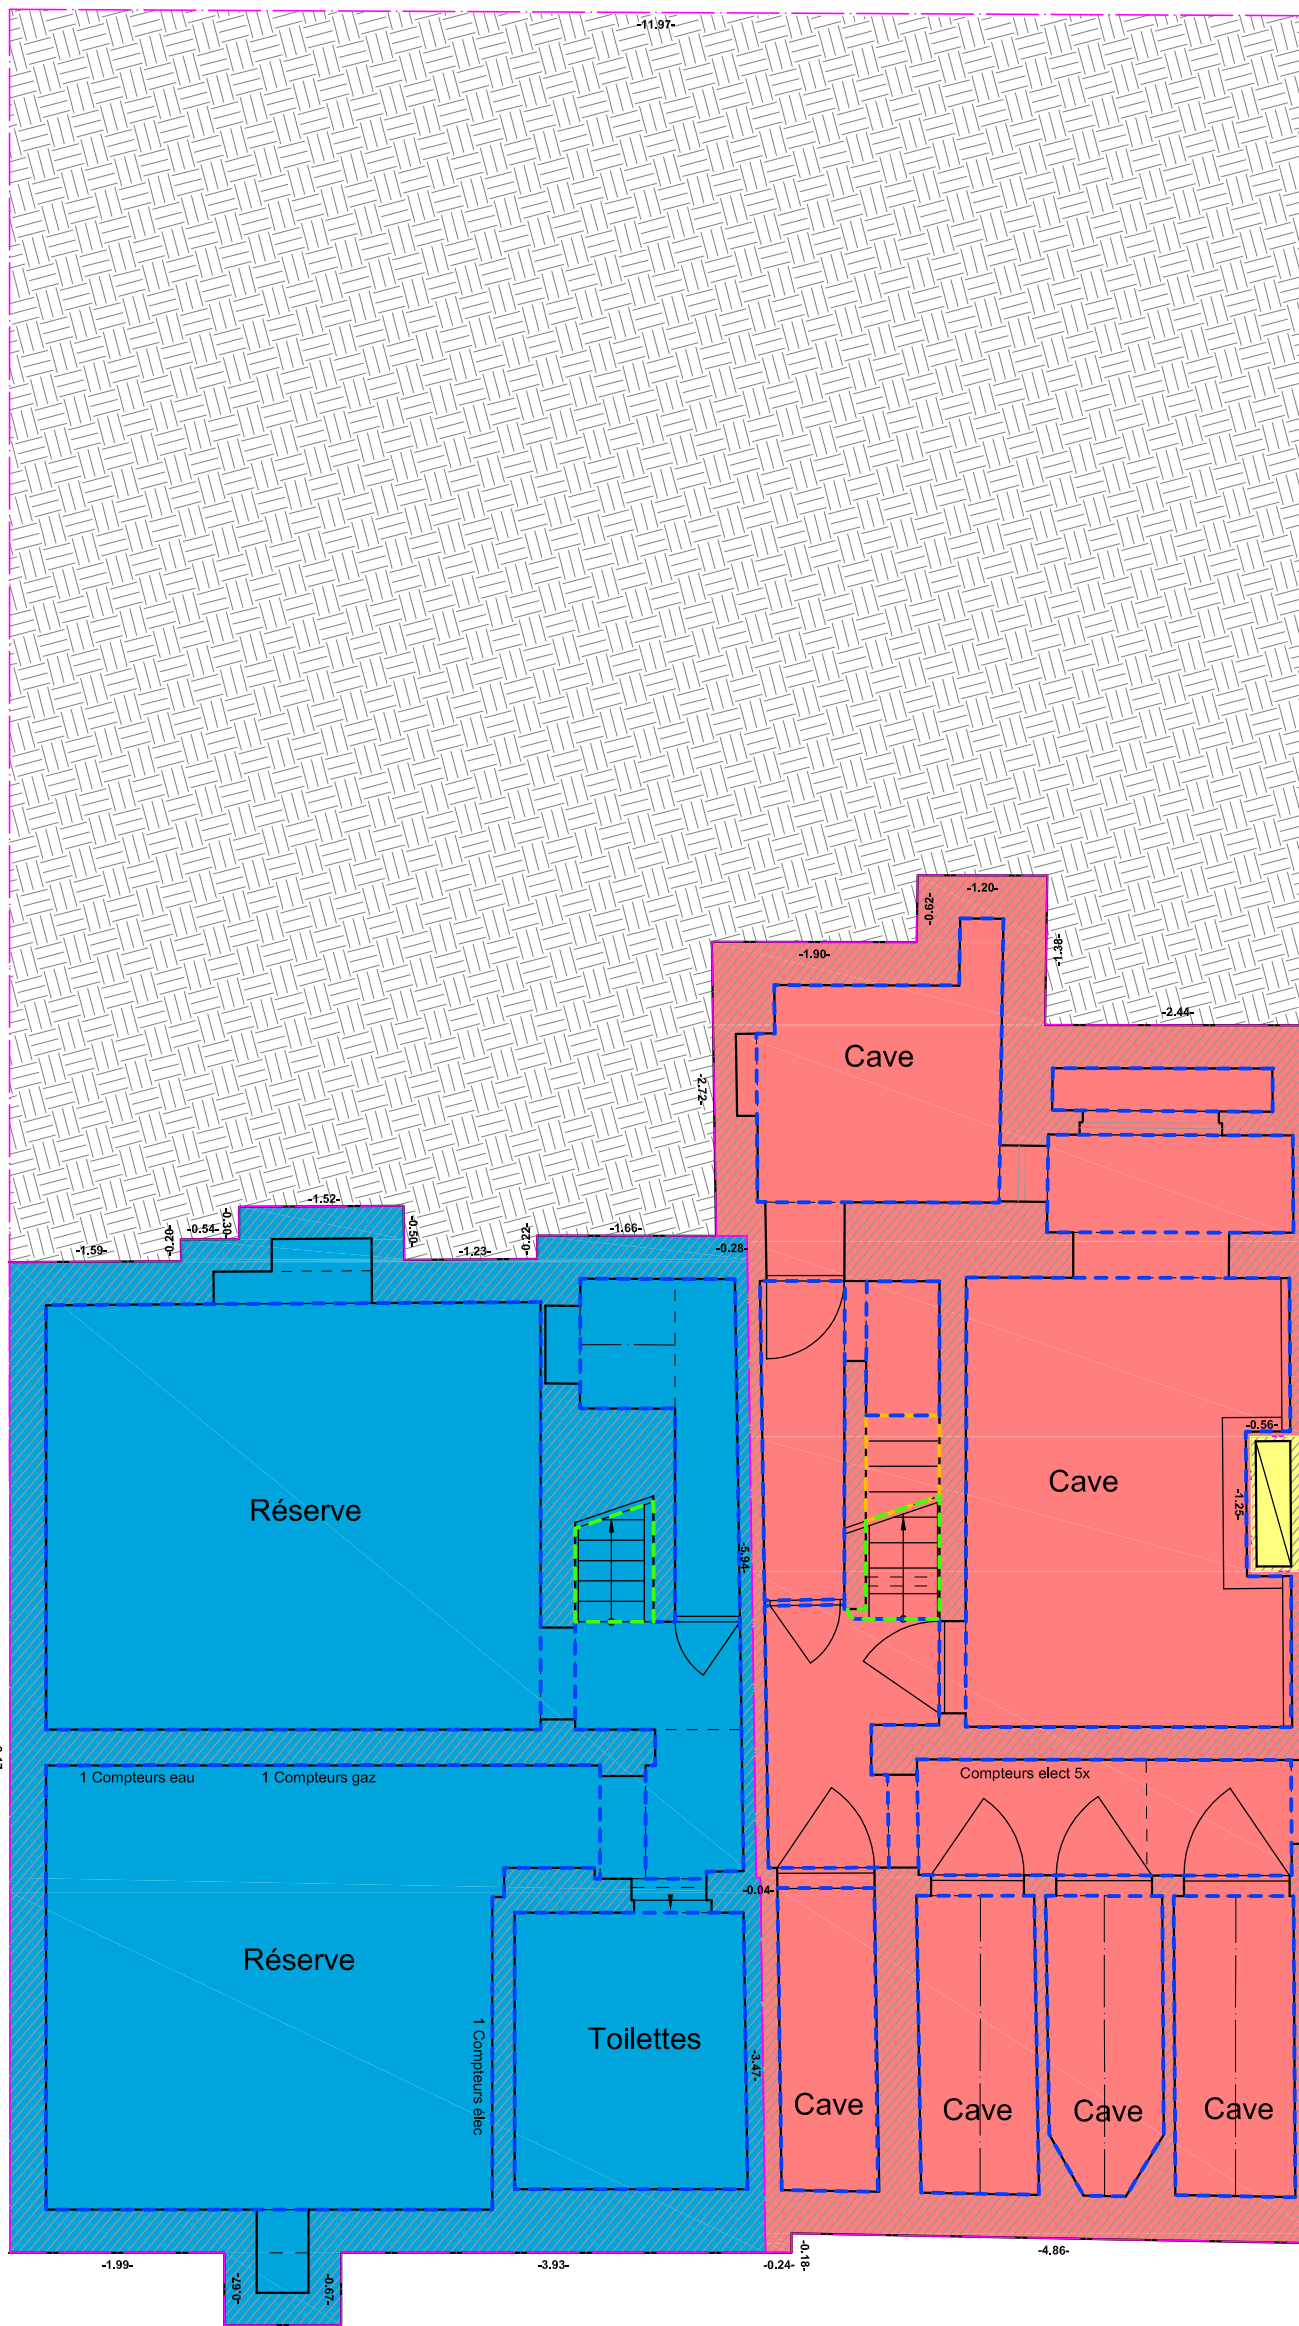 -11.97-
-1.20-
-0.62-
-1.90-
-1.38-
-2.44-
Cave
-2.72-
-1.52-
-0.30-
-0.54-
-0.20-
-0.50-
-1.59-
-1.23-
-0.22-
-1.66-
-0.28-
-0.56-
Réserve
Cave
-1.25-
-5.94-
1 Compteurs eau
1 Compteurs gaz
Compteurs elect 5x
-0.04-
Réserve
1 Compteurs élec
Toilettes
-3.47-
Cave
Cave
Cave
Cave
-1.99-
-0.67-
-0.67-
-3.93-
-0.24-
-0.18-
-4.86-